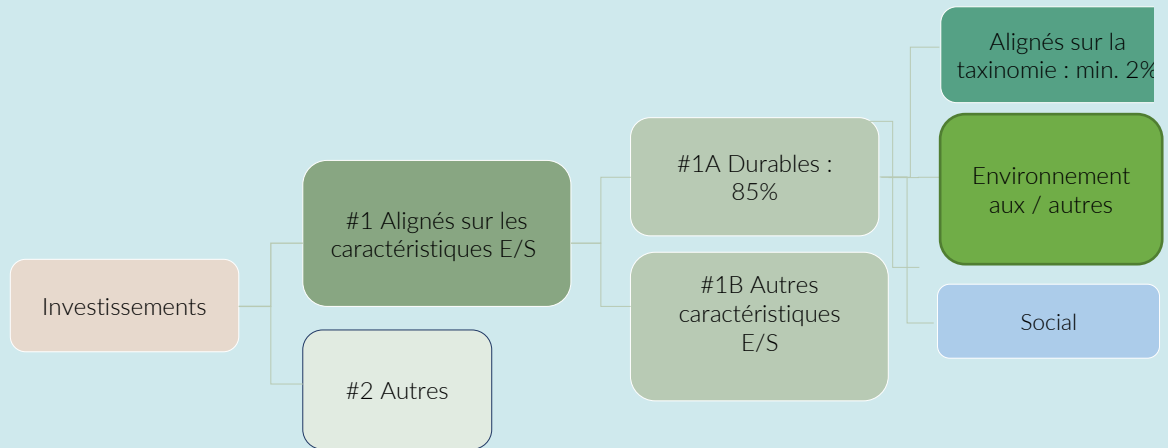 Alignés sur la
taxinomie : min. 2%
#1A Durables :
85%
Environnement
aux / autres
#1 Alignés sur les
caractéristiques E/S
#1B Autres
caractéristiques
E/S
Investissements
Social
#2 Autres